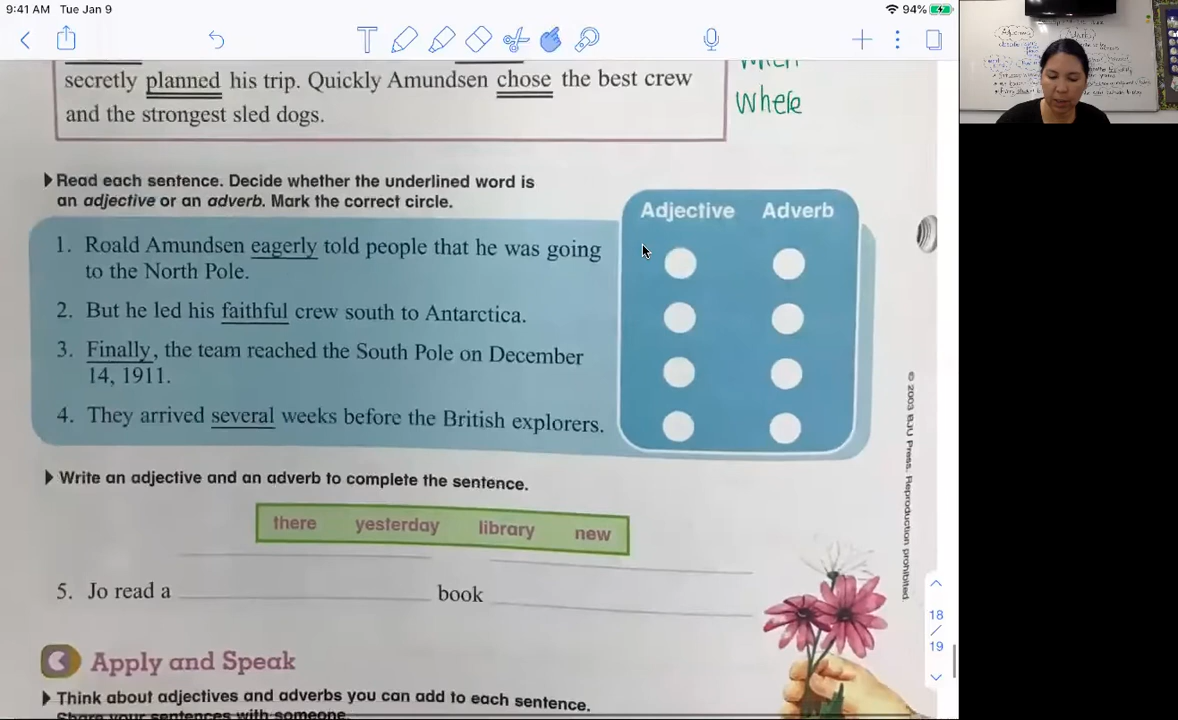 9:41 AM Tue Jan 9
94%
secretly planned his trip. Quickly Amundsen chose the best crew
and the strongest sled dogs.
where
Read each sentence. Decide whether the underlined word is
an adjective or an adverb. Mark the correct circle.
Adjective Adverb
1. Roald Amundsen eagerly told people that he was going
to the North Pole.
2. But he led his faithful crew south to Antarctica.
3. Finally, the team reached the South Pole on December
14, 1911.
4. They arrived several weeks before the British explorers.
Write an adjective and an adverb to complete the sentence.
there yesterday library new
5. Jo read a book
Apply and Speak
Think about adjectives and adverbs you can add to each sentence.
Share your sentences with someone.
© 2003 BJU Press. Reproduction prohibited.
18
/
19